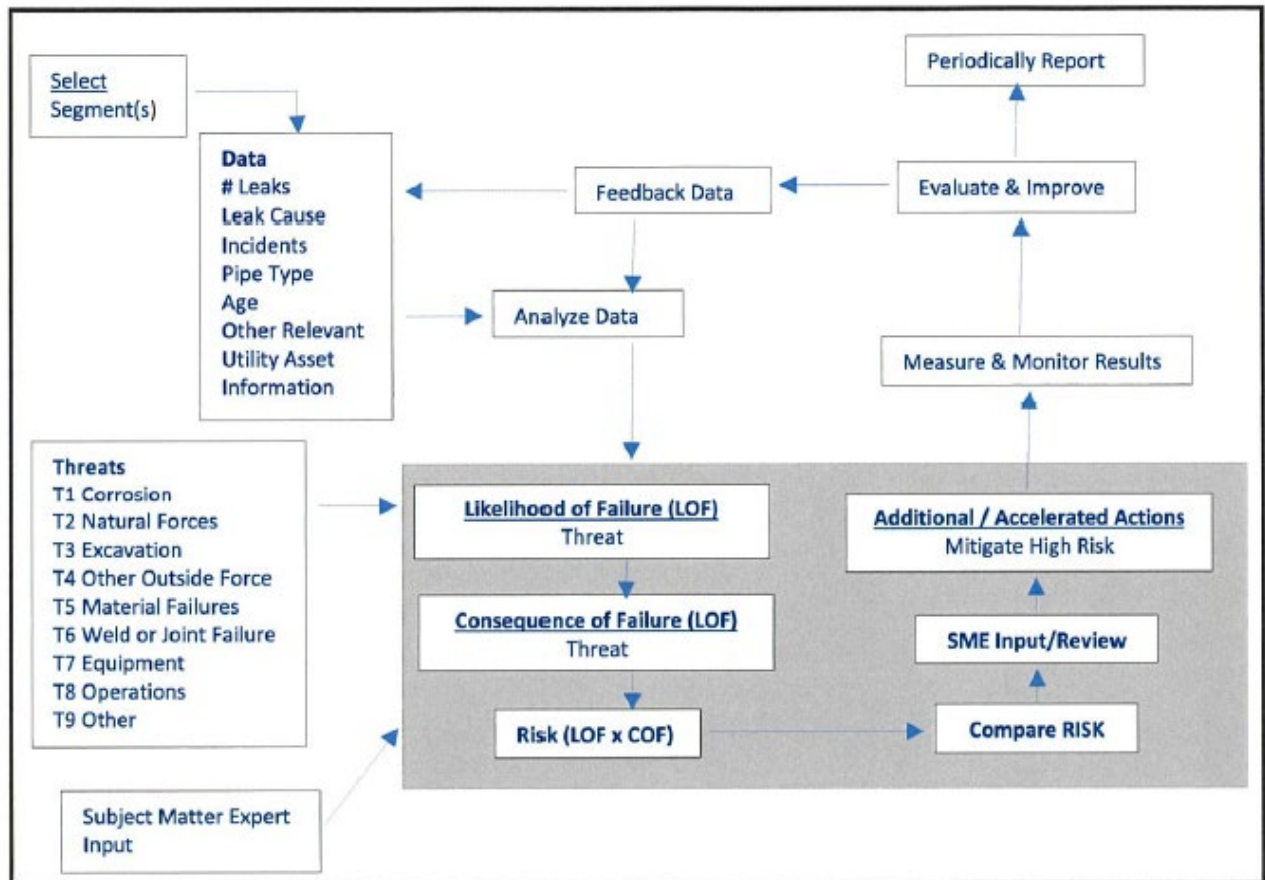 Select
Segment(s)
Data
# Leaks
Leak Cause
Incidents
Pipe Type
Age
Other Relevant
Utility Asset
Information
Periodically Report
Evaluate & Improve
Feedback Data
Analyze Data
Measure & Monitor Results
Threats
T1 Corrosion
T2 Natural Forces
T3 Excavation
T4 Other Outside Force
T5 Material Failures
T6 Weld or Joint Failure
T7 Equipment
T8 Operations
T9 Other
Likelihood of Failure (LOF)
Threat
Consequence of Failure (LOF)
Threat
Risk (LOF x COF)
Additional / Accelerated Actions
Mitigate High Risk
SME Input/Review
Compare RISK
Subject Matter Expert
Input